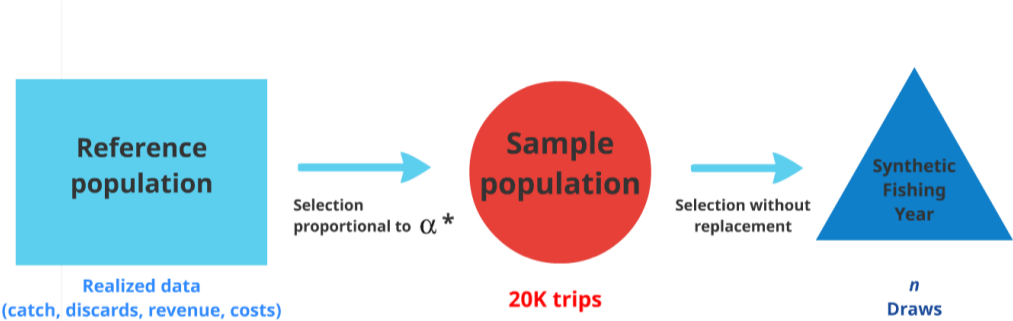 Reference
population
Realized data
(catch, discards, revenue, costs)
Selection
proportional to α *
Sample
population
20K trips
Selection without
replacement
Synthetic
Fishing
Year
n
Draws